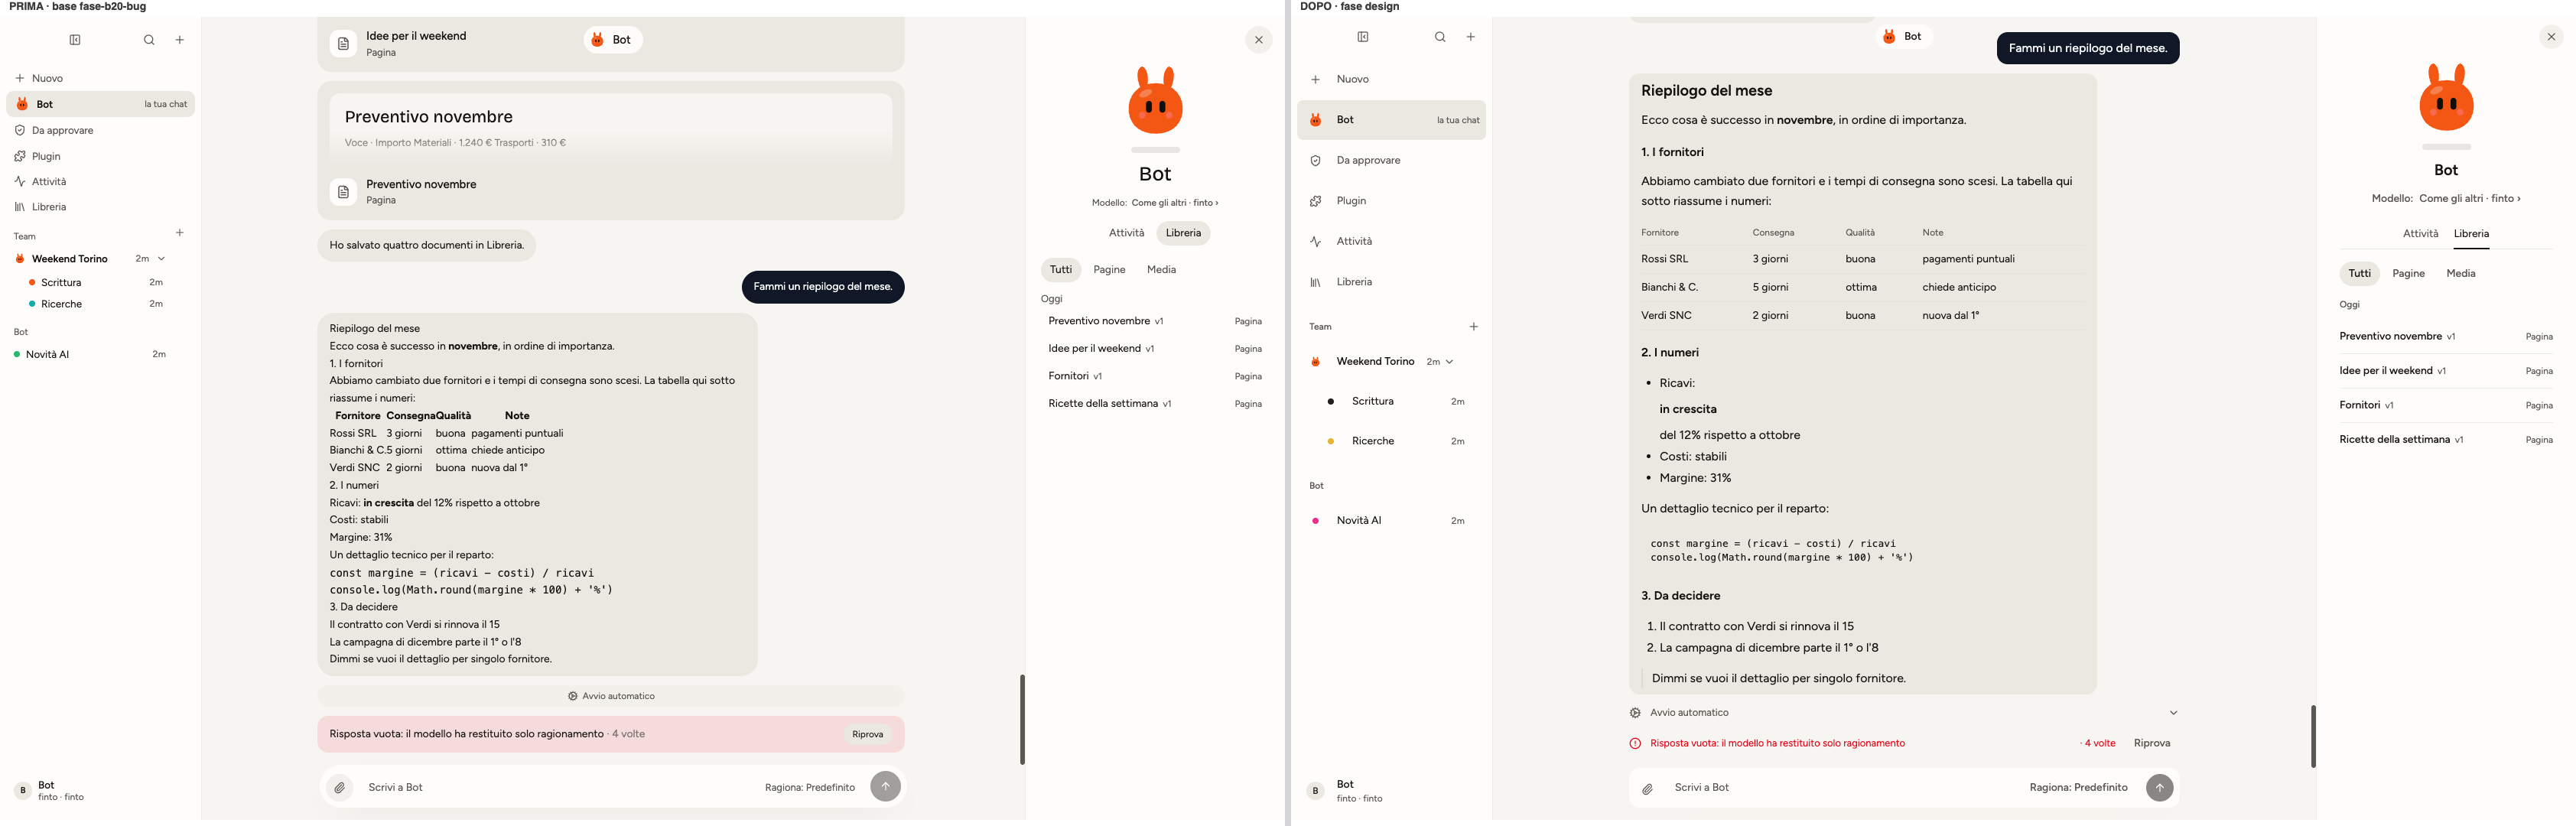 PRIMA · base fase-b20-bug
Nuovo
Bot la tua chat
Da approvare
Plugin
Attività
Libreria
Team
Weekend Torino 2m
Scrittura 2m
Ricerche 2m
Bot
Novità AI 2m
B Bot
finto · finto
Idee per il weekend
Pagina
Bot
Preventivo novembre
Voce · Importo Materiali · 1.240 € Trasporti · 310 €
Preventivo novembre
Pagina
Ho salvato quattro documenti in Libreria.
Fammi un riepilogo del mese.
Riepilogo del mese
Ecco cosa è successo in novembre, in ordine di importanza.
1. I fornitori
Abbiamo cambiato due fornitori e i tempi di consegna sono scesi. La tabella qui sotto
riassume i numeri:
Fornitore Consegna Qualità Note
Rossi SRL 3 giorni buona pagamenti puntuali
Bianchi & C. 5 giorni ottima chiede anticipo
Verdi SNC 2 giorni buona nuova dal 1°
2. I numeri
Ricavi: in crescita del 12% rispetto a ottobre
Costi: stabili
Margine: 31%
Un dettaglio tecnico per il reparto:
const margine = (ricavi − costi) / ricavi
console.log(Math.round(margine * 100) + '%')
3. Da decidere
Il contratto con Verdi si rinnova il 15
La campagna di dicembre parte il 1° o l'8
Dimmi se vuoi il dettaglio per singolo fornitore.
Avvio automatico
Risposta vuota: il modello ha restituito solo ragionamento · 4 volte Riprova
Scrivi a Bot Ragiona: Predefinito
Bot
Modello: Come gli altri · finto ›
Attività Libreria
Tutti Pagine Media
Oggi
Preventivo novembre v1 Pagina
Idee per il weekend v1 Pagina
Fornitori v1 Pagina
Ricette della settimana v1 Pagina
DOPO · fase design
Nuovo
Bot la tua chat
Da approvare
Plugin
Attività
Libreria
Team
Weekend Torino 2m
Scrittura 2m
Ricerche 2m
Bot
Novità AI 2m
B Bot
finto · finto
Bot
Fammi un riepilogo del mese.
Riepilogo del mese
Ecco cosa è successo in novembre, in ordine di importanza.
1. I fornitori
Abbiamo cambiato due fornitori e i tempi di consegna sono scesi. La tabella qui
sotto riassume i numeri:
Fornitore Consegna Qualità Note
Rossi SRL 3 giorni buona pagamenti puntuali
Bianchi & C. 5 giorni ottima chiede anticipo
Verdi SNC 2 giorni buona nuova dal 1°
2. I numeri
• Ricavi:
in crescita
del 12% rispetto a ottobre
• Costi: stabili
• Margine: 31%
Un dettaglio tecnico per il reparto:
const margine = (ricavi − costi) / ricavi
console.log(Math.round(margine * 100) + '%')
3. Da decidere
1. Il contratto con Verdi si rinnova il 15
2. La campagna di dicembre parte il 1° o l'8
Dimmi se vuoi il dettaglio per singolo fornitore.
Avvio automatico
Risposta vuota: il modello ha restituito solo ragionamento · 4 volte Riprova
Scrivi a Bot Ragiona: Predefinito
Bot
Modello: Come gli altri · finto ›
Attività Libreria
Tutti Pagine Media
Oggi
Preventivo novembre v1 Pagina
Idee per il weekend v1 Pagina
Fornitori v1 Pagina
Ricette della settimana v1 Pagina